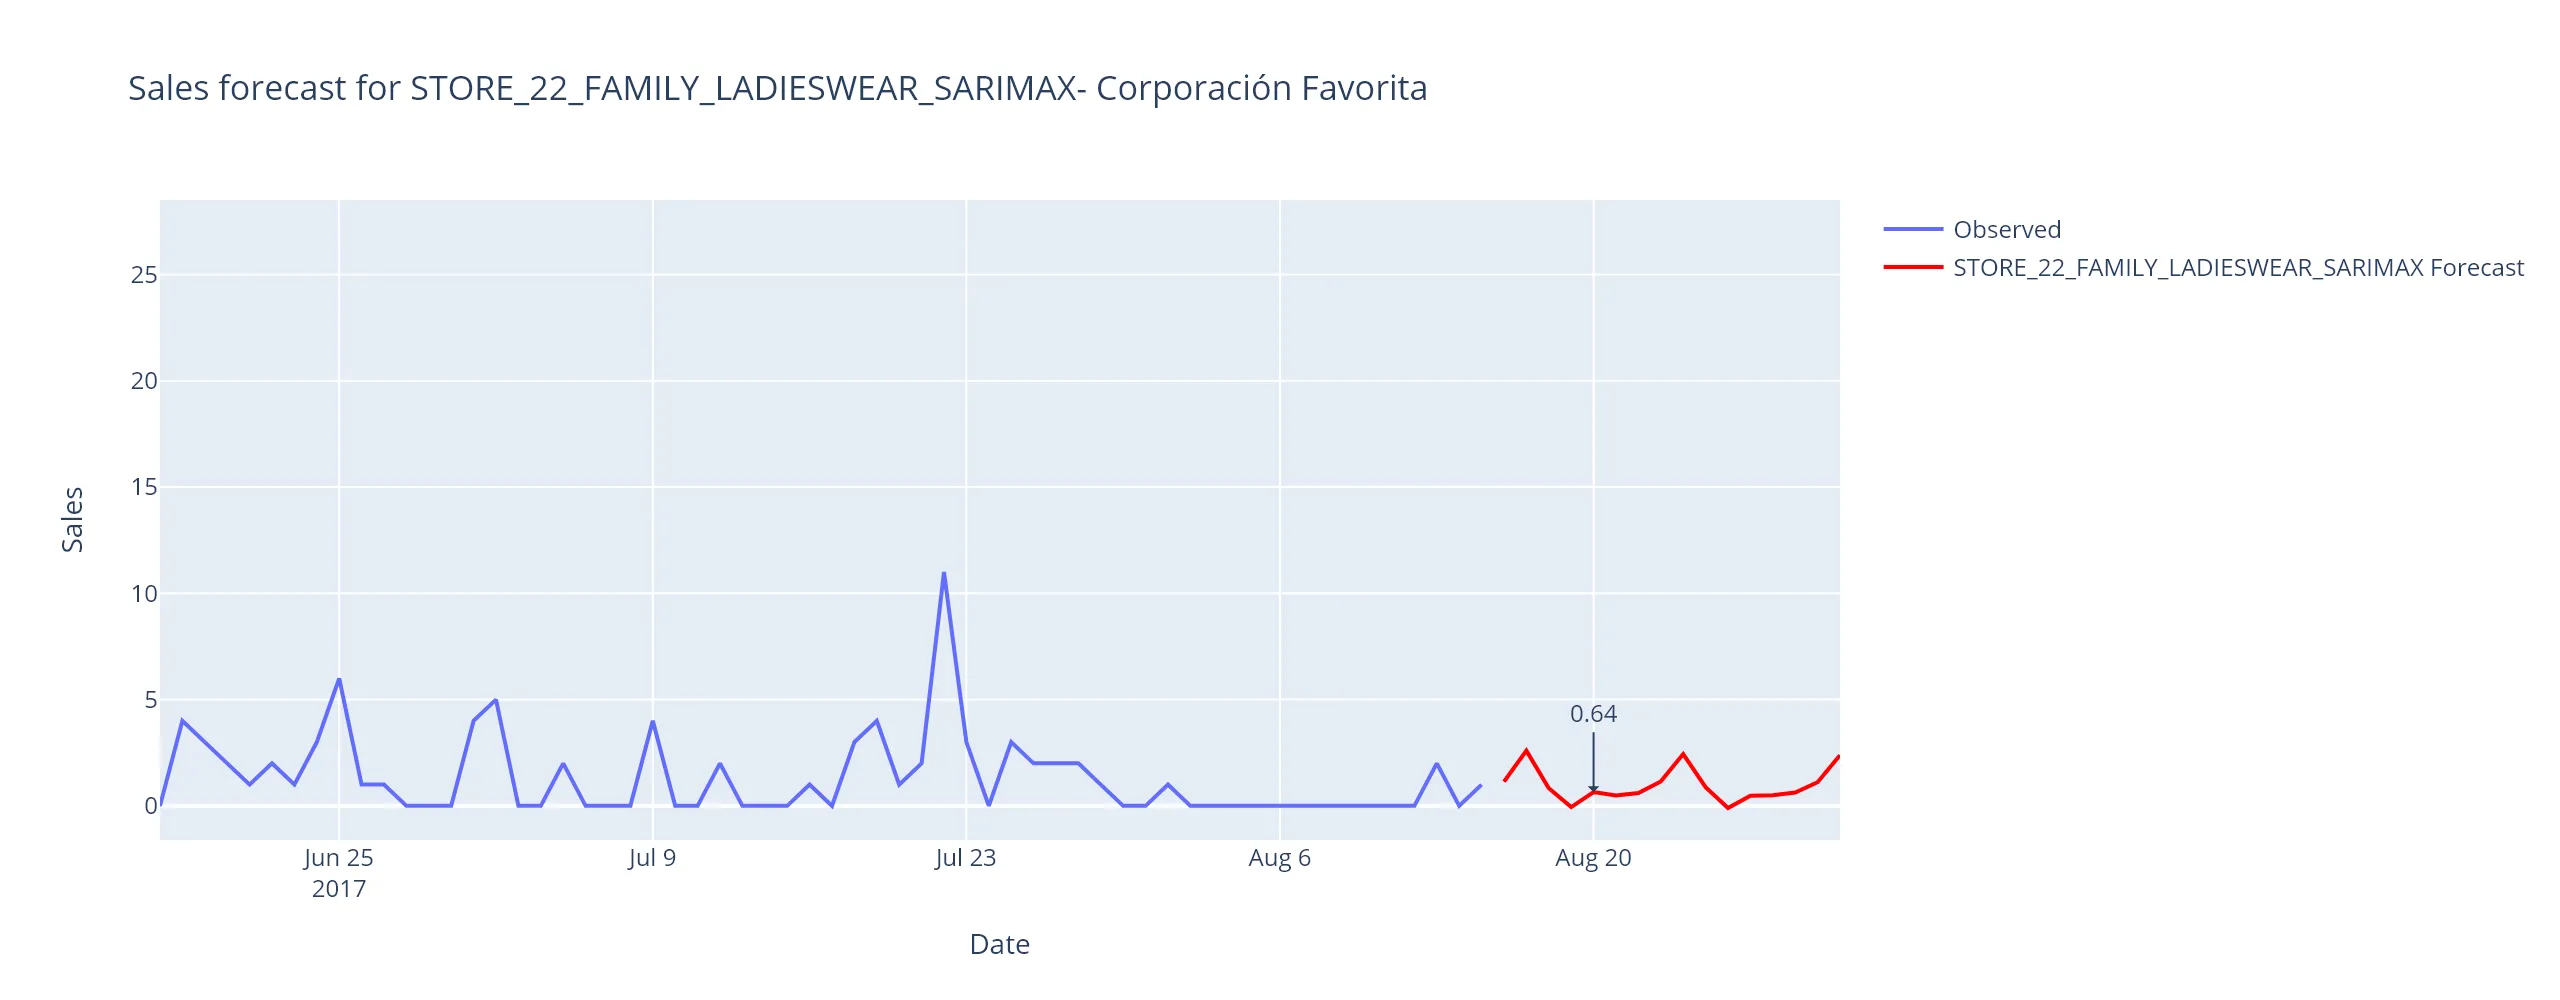 Sales forecast for STORE_22_FAMILY_LADIESWEAR_SARIMAX- Corporación Favorita
Observed
STORE_22_FAMILY_LADIESWEAR_SARIMAX Forecast
25
20
15
10
5
0
Sales
0.64
Jun 25
2017
Jul 9
Jul 23
Aug 6
Aug 20
Date